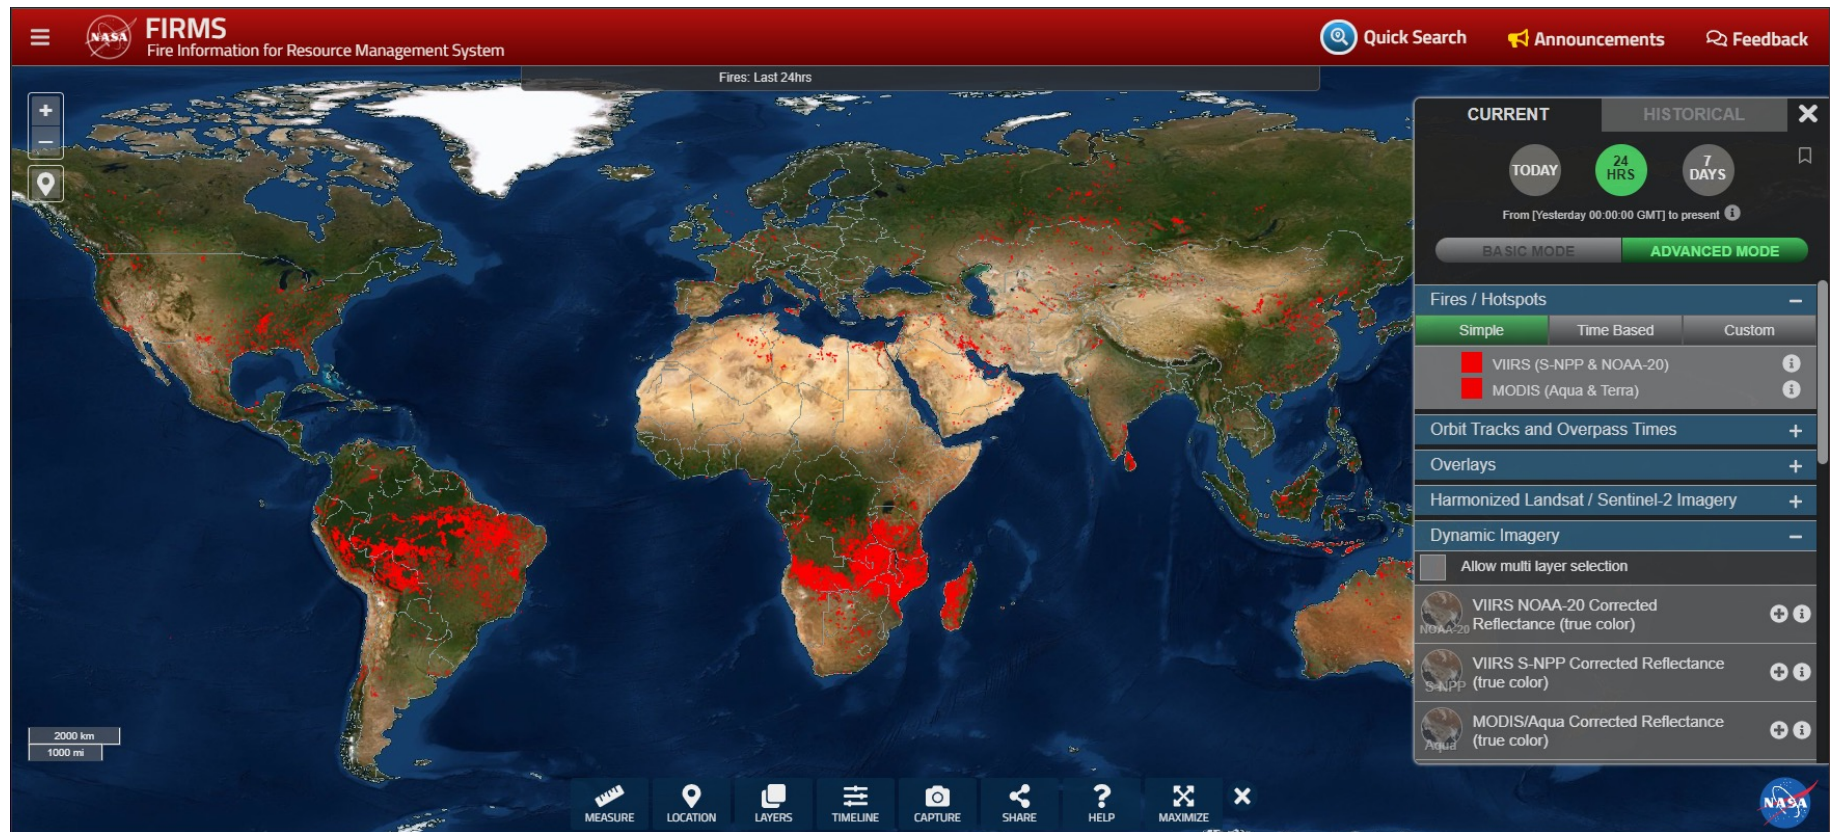 NASA
FIRMS
Fire Information for Resource Management System
Quick Search
Announcements
Feedback
Fires: Last 24hrs
+
−
2000 km
1000 mi
CURRENT
HISTORICAL
TODAY
24
HRS
7
DAYS
From [Yesterday 00:00:00 GMT] to present
BASIC MODE
ADVANCED MODE
Fires / Hotspots
Simple
Time Based
Custom
VIIRS (S-NPP & NOAA-20)
MODIS (Aqua & Terra)
Orbit Tracks and Overpass Times
Overlays
Harmonized Landsat / Sentinel-2 Imagery
Dynamic Imagery
Allow multi layer selection
NOAA-20
VIIRS NOAA-20 Corrected
Reflectance (true color)
S-NPP
VIIRS S-NPP Corrected Reflectance
(true color)
Aqua
MODIS/Aqua Corrected Reflectance
(true color)
MEASURE
LOCATION
LAYERS
TIMELINE
CAPTURE
SHARE
?
HELP
MAXIMIZE
NASA